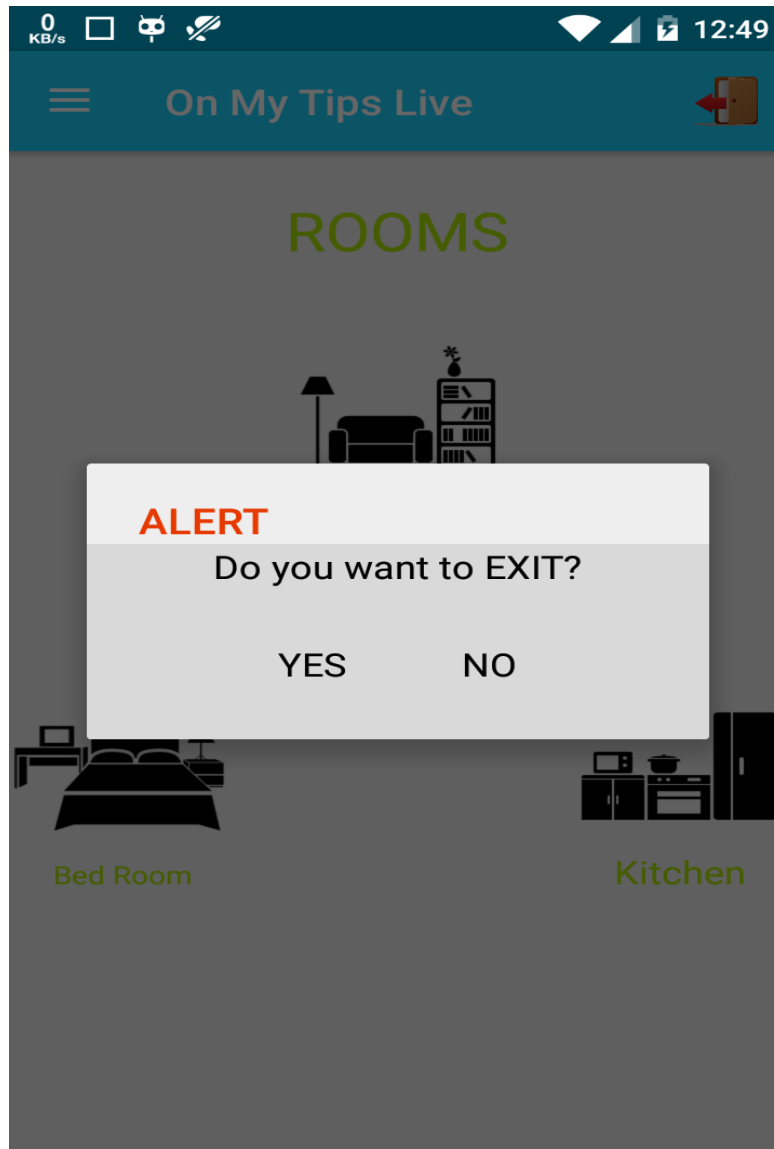 0
KB/s
12:49
On My Tips Live
ROOMS
ALERT
Do you want to EXIT?
YES NO
Bed Room
Kitchen